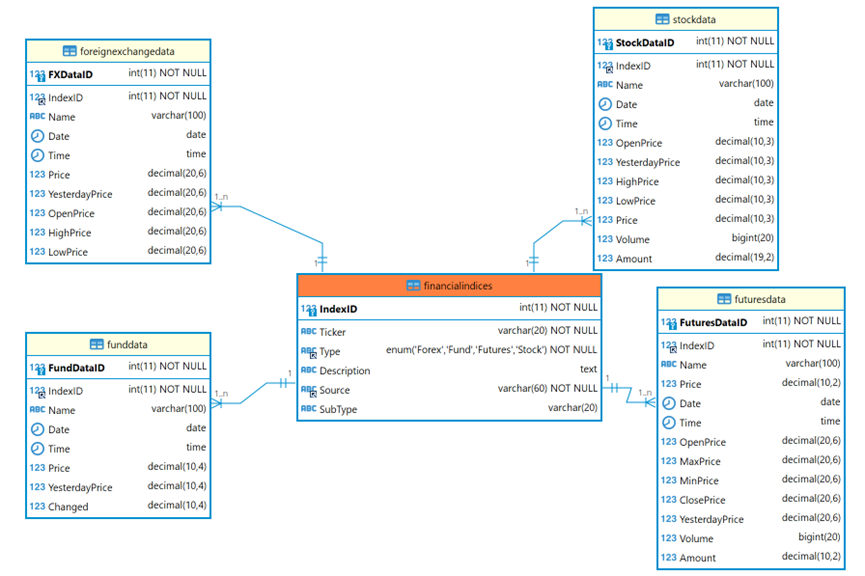 foreignexchangedata
123 FXDataID int(11) NOT NULL
123 IndexID int(11) NOT NULL
ABC Name varchar(100)
Date date
Time time
123 Price decimal(20,6)
123 YesterdayPrice decimal(20,6)
123 OpenPrice decimal(20,6)
123 HighPrice decimal(20,6)
123 LowPrice decimal(20,6)
1..n
1
stockdata
123 StockDataID int(11) NOT NULL
123 IndexID int(11) NOT NULL
ABC Name varchar(100)
Date date
Time time
123 OpenPrice decimal(10,3)
123 YesterdayPrice decimal(10,3)
123 HighPrice decimal(10,3)
123 LowPrice decimal(10,3)
123 Price decimal(10,3)
123 Volume bigint(20)
123 Amount decimal(19,2)
1..n
1
financialindices
123 IndexID int(11) NOT NULL
ABC Ticker varchar(20) NOT NULL
ABC Type enum('Forex','Fund','Futures','Stock') NOT NULL
ABC Description text
ABC Source varchar(60) NOT NULL
ABC SubType varchar(20)
funddata
123 FundDataID int(11) NOT NULL
123 IndexID int(11) NOT NULL
ABC Name varchar(100)
Date date
Time time
123 Price decimal(10,4)
123 YesterdayPrice decimal(10,4)
123 Changed decimal(10,4)
1..n
1
futuresdata
123 FuturesDataID int(11) NOT NULL
123 IndexID int(11) NOT NULL
ABC Name varchar(100)
123 Price decimal(10,2)
Date date
Time time
123 OpenPrice decimal(20,6)
123 MaxPrice decimal(20,6)
123 MinPrice decimal(20,6)
123 ClosePrice decimal(20,6)
123 YesterdayPrice decimal(20,6)
123 Volume bigint(20)
123 Amount decimal(10,2)
1
1..n